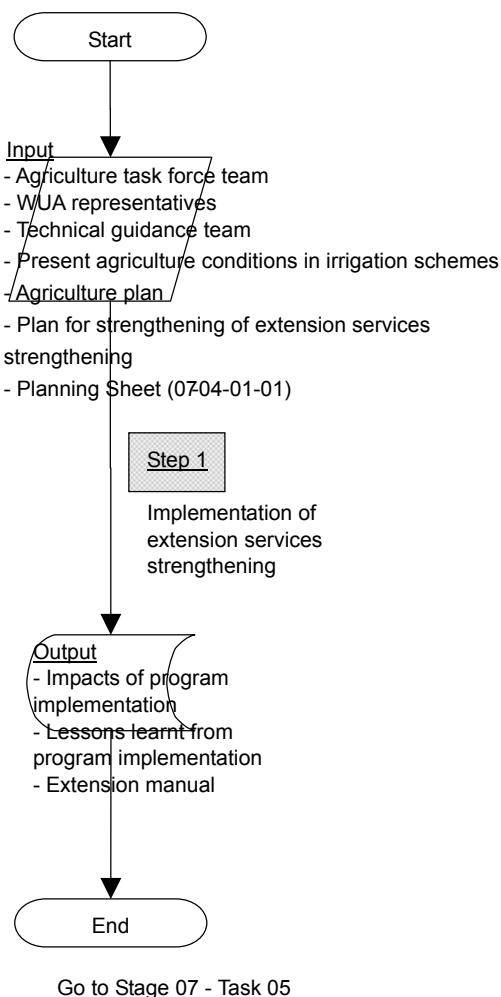 Start
Input
- Agriculture task force team
- WUA representatives
- Technical guidance team
- Present agriculture conditions in irrigation schemes
- Agriculture plan
- Plan for strengthening of extension services
strengthening
- Planning Sheet (07-04-01-01)
Step 1
Implementation of
extension services
strengthening
Output
- Impacts of program
implementation
- Lessons learnt from
program implementation
- Extension manual
End
Go to Stage 07 - Task 05